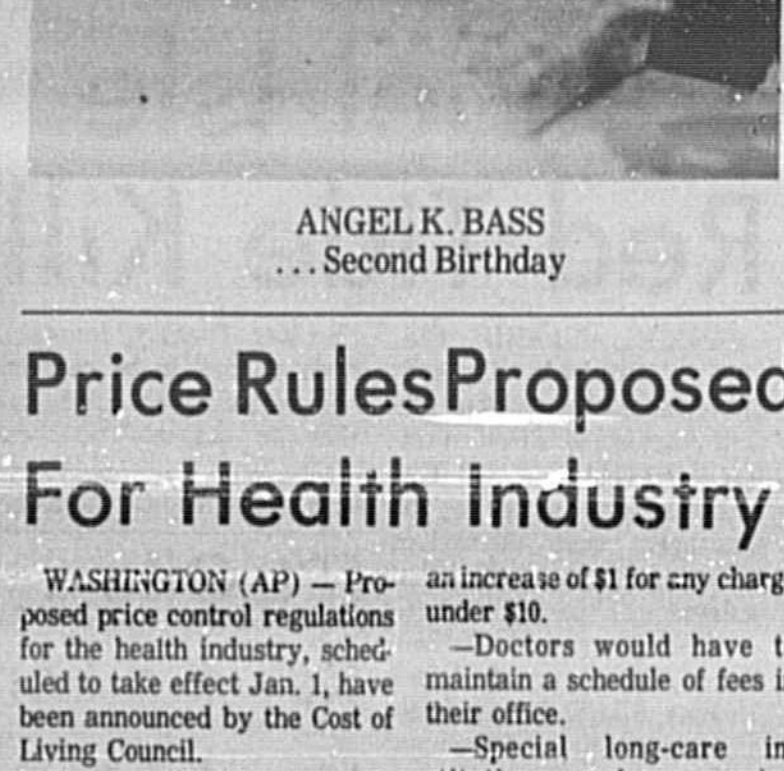 ANGEL K. BASS
...Second Birthday
Price Rules Proposed
For Health Industry
WASHINGTON (AP) — Pro-
posed price control regulations
for the health industry, sched-
uled to take effect Jan. 1, have
been announced by the Cost of
Living Council.
an increase of $1 for any charg
under $10.
—Doctors would have t
maintain a schedule of fees i
their office.
—Special long-care in